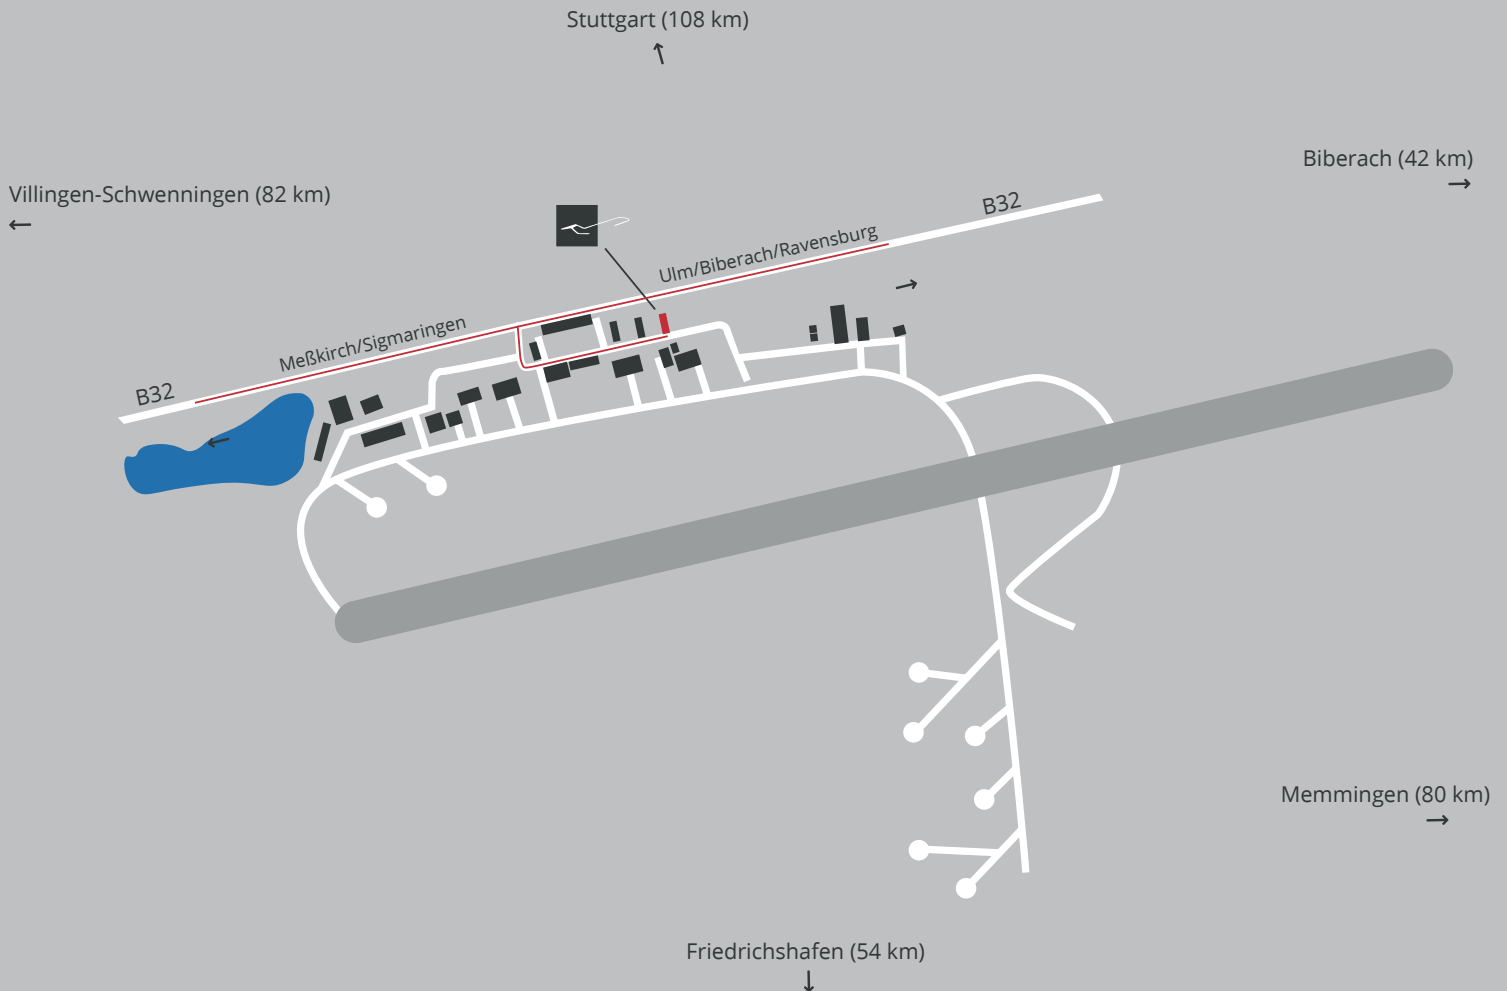 Stuttgart (108 km)
Biberach (42 km)
Villingen-Schwenningen (82 km)
B32
Ulm/Biberach/Ravensburg
Meßkirch/Sigmaringen
B32
Memmingen (80 km)
Friedrichshafen (54 km)